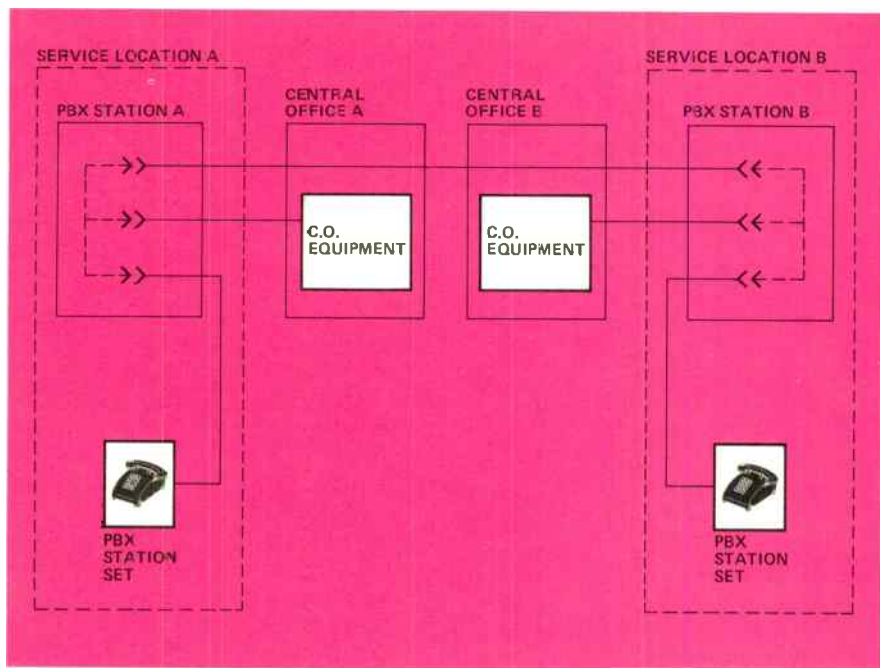 SERVICE LOCATION A
PBX STATION A
CENTRAL
OFFICE A
C.O.
EQUIPMENT
CENTRAL
OFFICE B
C.O.
EQUIPMENT
SERVICE LOCATION B
PBX STATION B
PBX
STATION
SET
PBX
STATION
SET